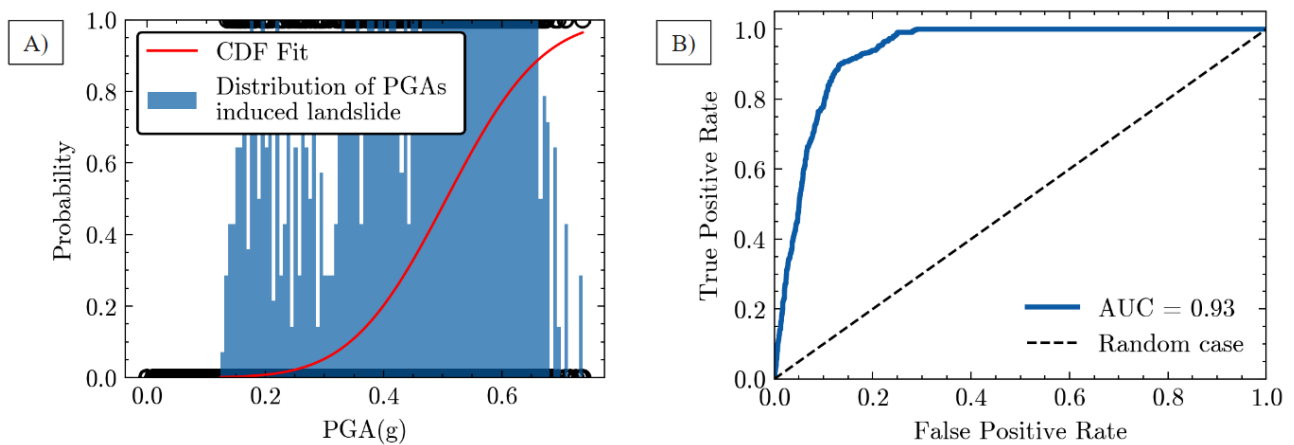 A)
1.0
0.8
0.6
0.4
0.2
0.0
Probability
CDF Fit
Distribution of PGAs
induced landslide
0.0
0.2
0.4
0.6
PGA(g)
B)
1.0
0.8
0.6
0.4
0.2
0.0
True Positive Rate
AUC = 0.93
Random case
0.0
0.2
0.4
0.6
0.8
1.0
False Positive Rate